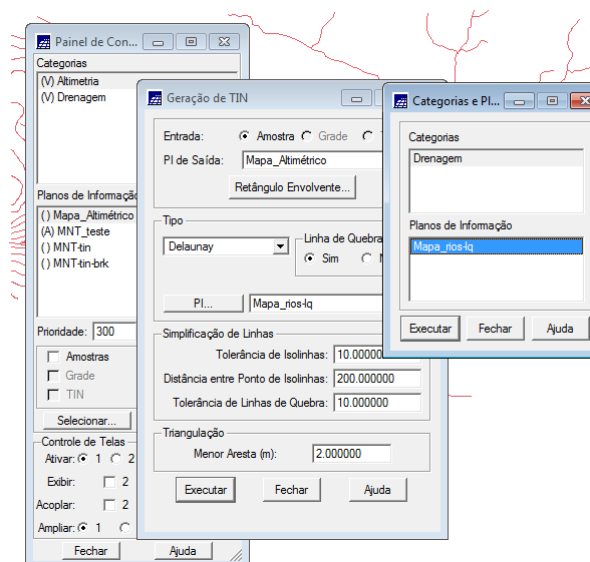 Painel de Con...
Categorias
(V) Altimetria
(V) Drenagem
Planos de Informação
( ) Mapa_Altimétrico
(A) MNT_teste
( ) MNT-tin
( ) MNT-tin-brk
Prioridade: 300
Amostras
Grade
TIN
Selecionar...
Controle de Telas
Ativar: 1 2
Exibir: 2
Acoplar: 2
Ampliar: 1
Fechar Ajuda
Geração de TIN
Entrada: Amostra Grade
PI de Saída: Mapa_Altimétrico
Retângulo Envolvente...
Tipo
Delaunay
Linha de Quebra
Sim
PI... Mapa_rios-lq
Simplificação de Linhas
Tolerância de Isolinhas: 10.000000
Distância entre Ponto de Isolinhas: 200.000000
Tolerância de Linhas de Quebra: 10.000000
Triangulação
Menor Aresta (m): 2.000000
Executar Fechar Ajuda
Categorias e Pl...
Categorias
Drenagem
Planos de Informação
Mapa_rios-lq
Executar Fechar Ajuda